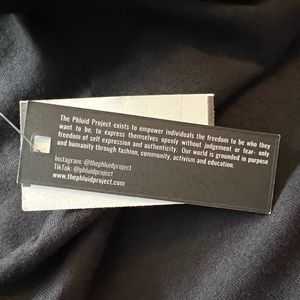 The Phluid Project exists to empower individuals the freedom to be who they
want to be, to express themselves openly without judgement or fear- only
freedom of self expression and authenticity. Our world is grounded in purpose
and humanity through fashion, community, activism and education.
Instagram: @thephluidproject
TikTok: @phluidproject
www.thephluidproject.com